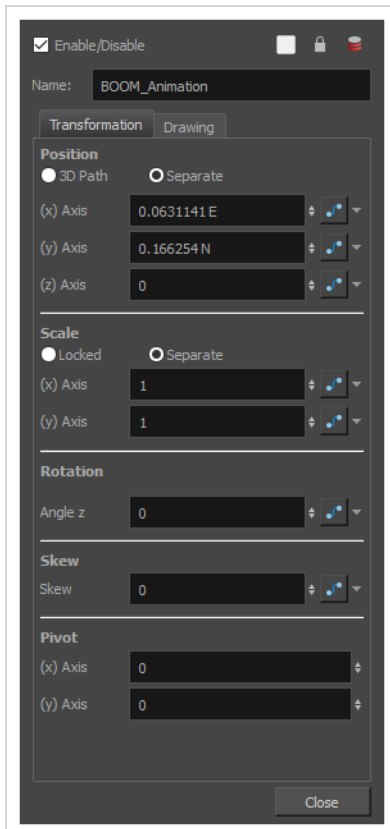 Enable/Disable
Name: BOOM_Animation
Transformation Drawing
Position
3D Path Separate
(x) Axis 0.0631141 E
(y) Axis 0.166254 N
(z) Axis 0
Scale
Locked Separate
(x) Axis 1
(y) Axis 1
Rotation
Angle z 0
Skew
Skew 0
Pivot
(x) Axis 0
(y) Axis 0
Close